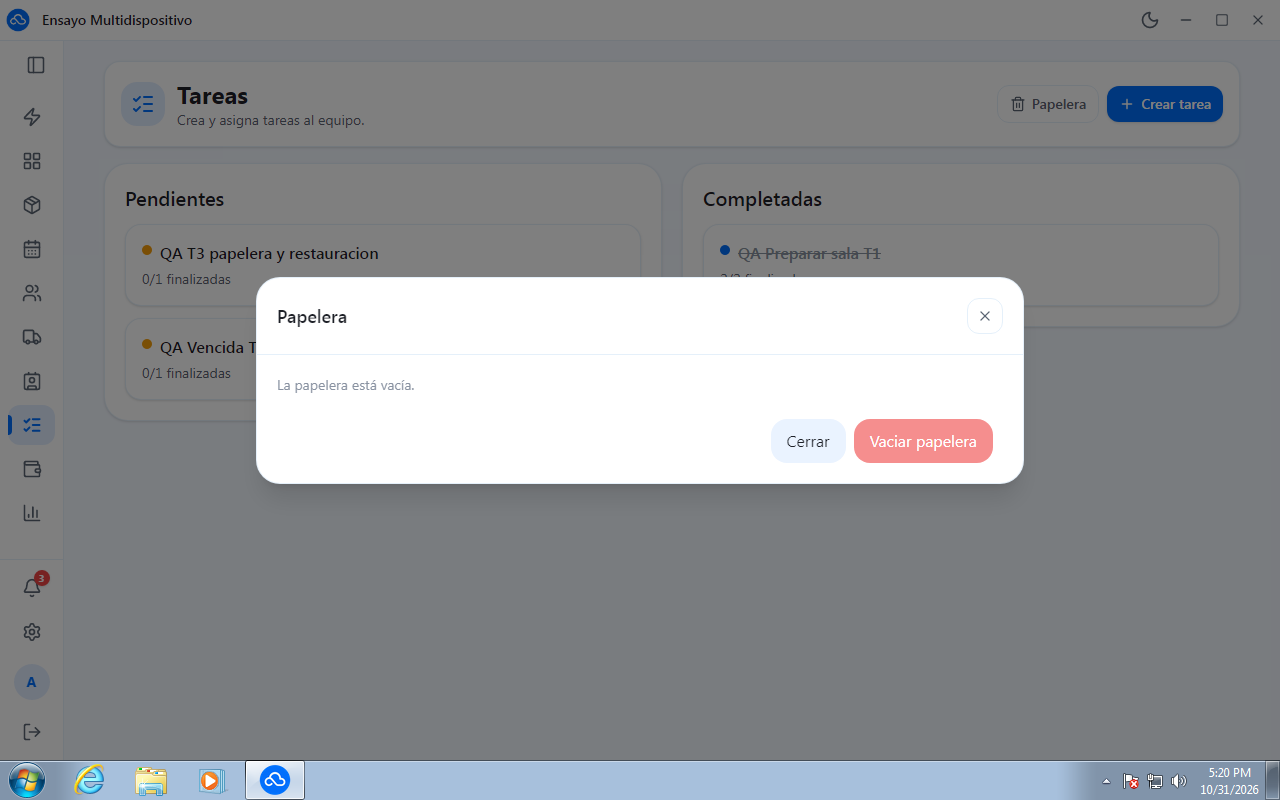 Ensayo Multidispositivo
Tareas
Crea y asigna tareas al equipo.
Papelera
Crear tarea
Pendientes
QA T3 papelera y restauracion
0/1 finalizadas
QA Vencida
0/1 finalizadas
Completadas
QA Preparar sala T1
Papelera
La papelera está vacía.
Cerrar
Vaciar papelera
3
A
5:20 PM
10/31/2026